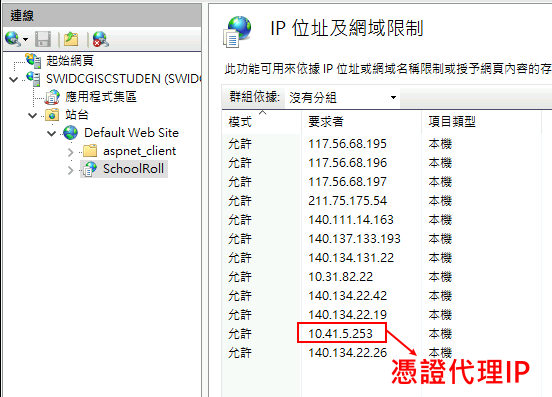 連線
起始網頁
SWIDCGISCSTUDEN (SWIDC
應用程式集區
站台
Default Web Site
aspnet_client
SchoolRoll
IP 位址及網域限制
此功能可用來依據 IP 位址或網域名稱限制或授予網頁內容的存
群組依據: 沒有分組
模式 要求者 項目類型
允許 117.56.68.195 本機
允許 117.56.68.196 本機
允許 117.56.68.197 本機
允許 211.75.175.54 本機
允許 140.111.14.163 本機
允許 140.137.133.193 本機
允許 140.134.131.22 本機
允許 10.31.82.22 本機
允許 140.134.22.42 本機
允許 140.134.22.19 本機
允許 10.41.5.253 本機
允許 140.134.22.26 本機
憑證代理IP